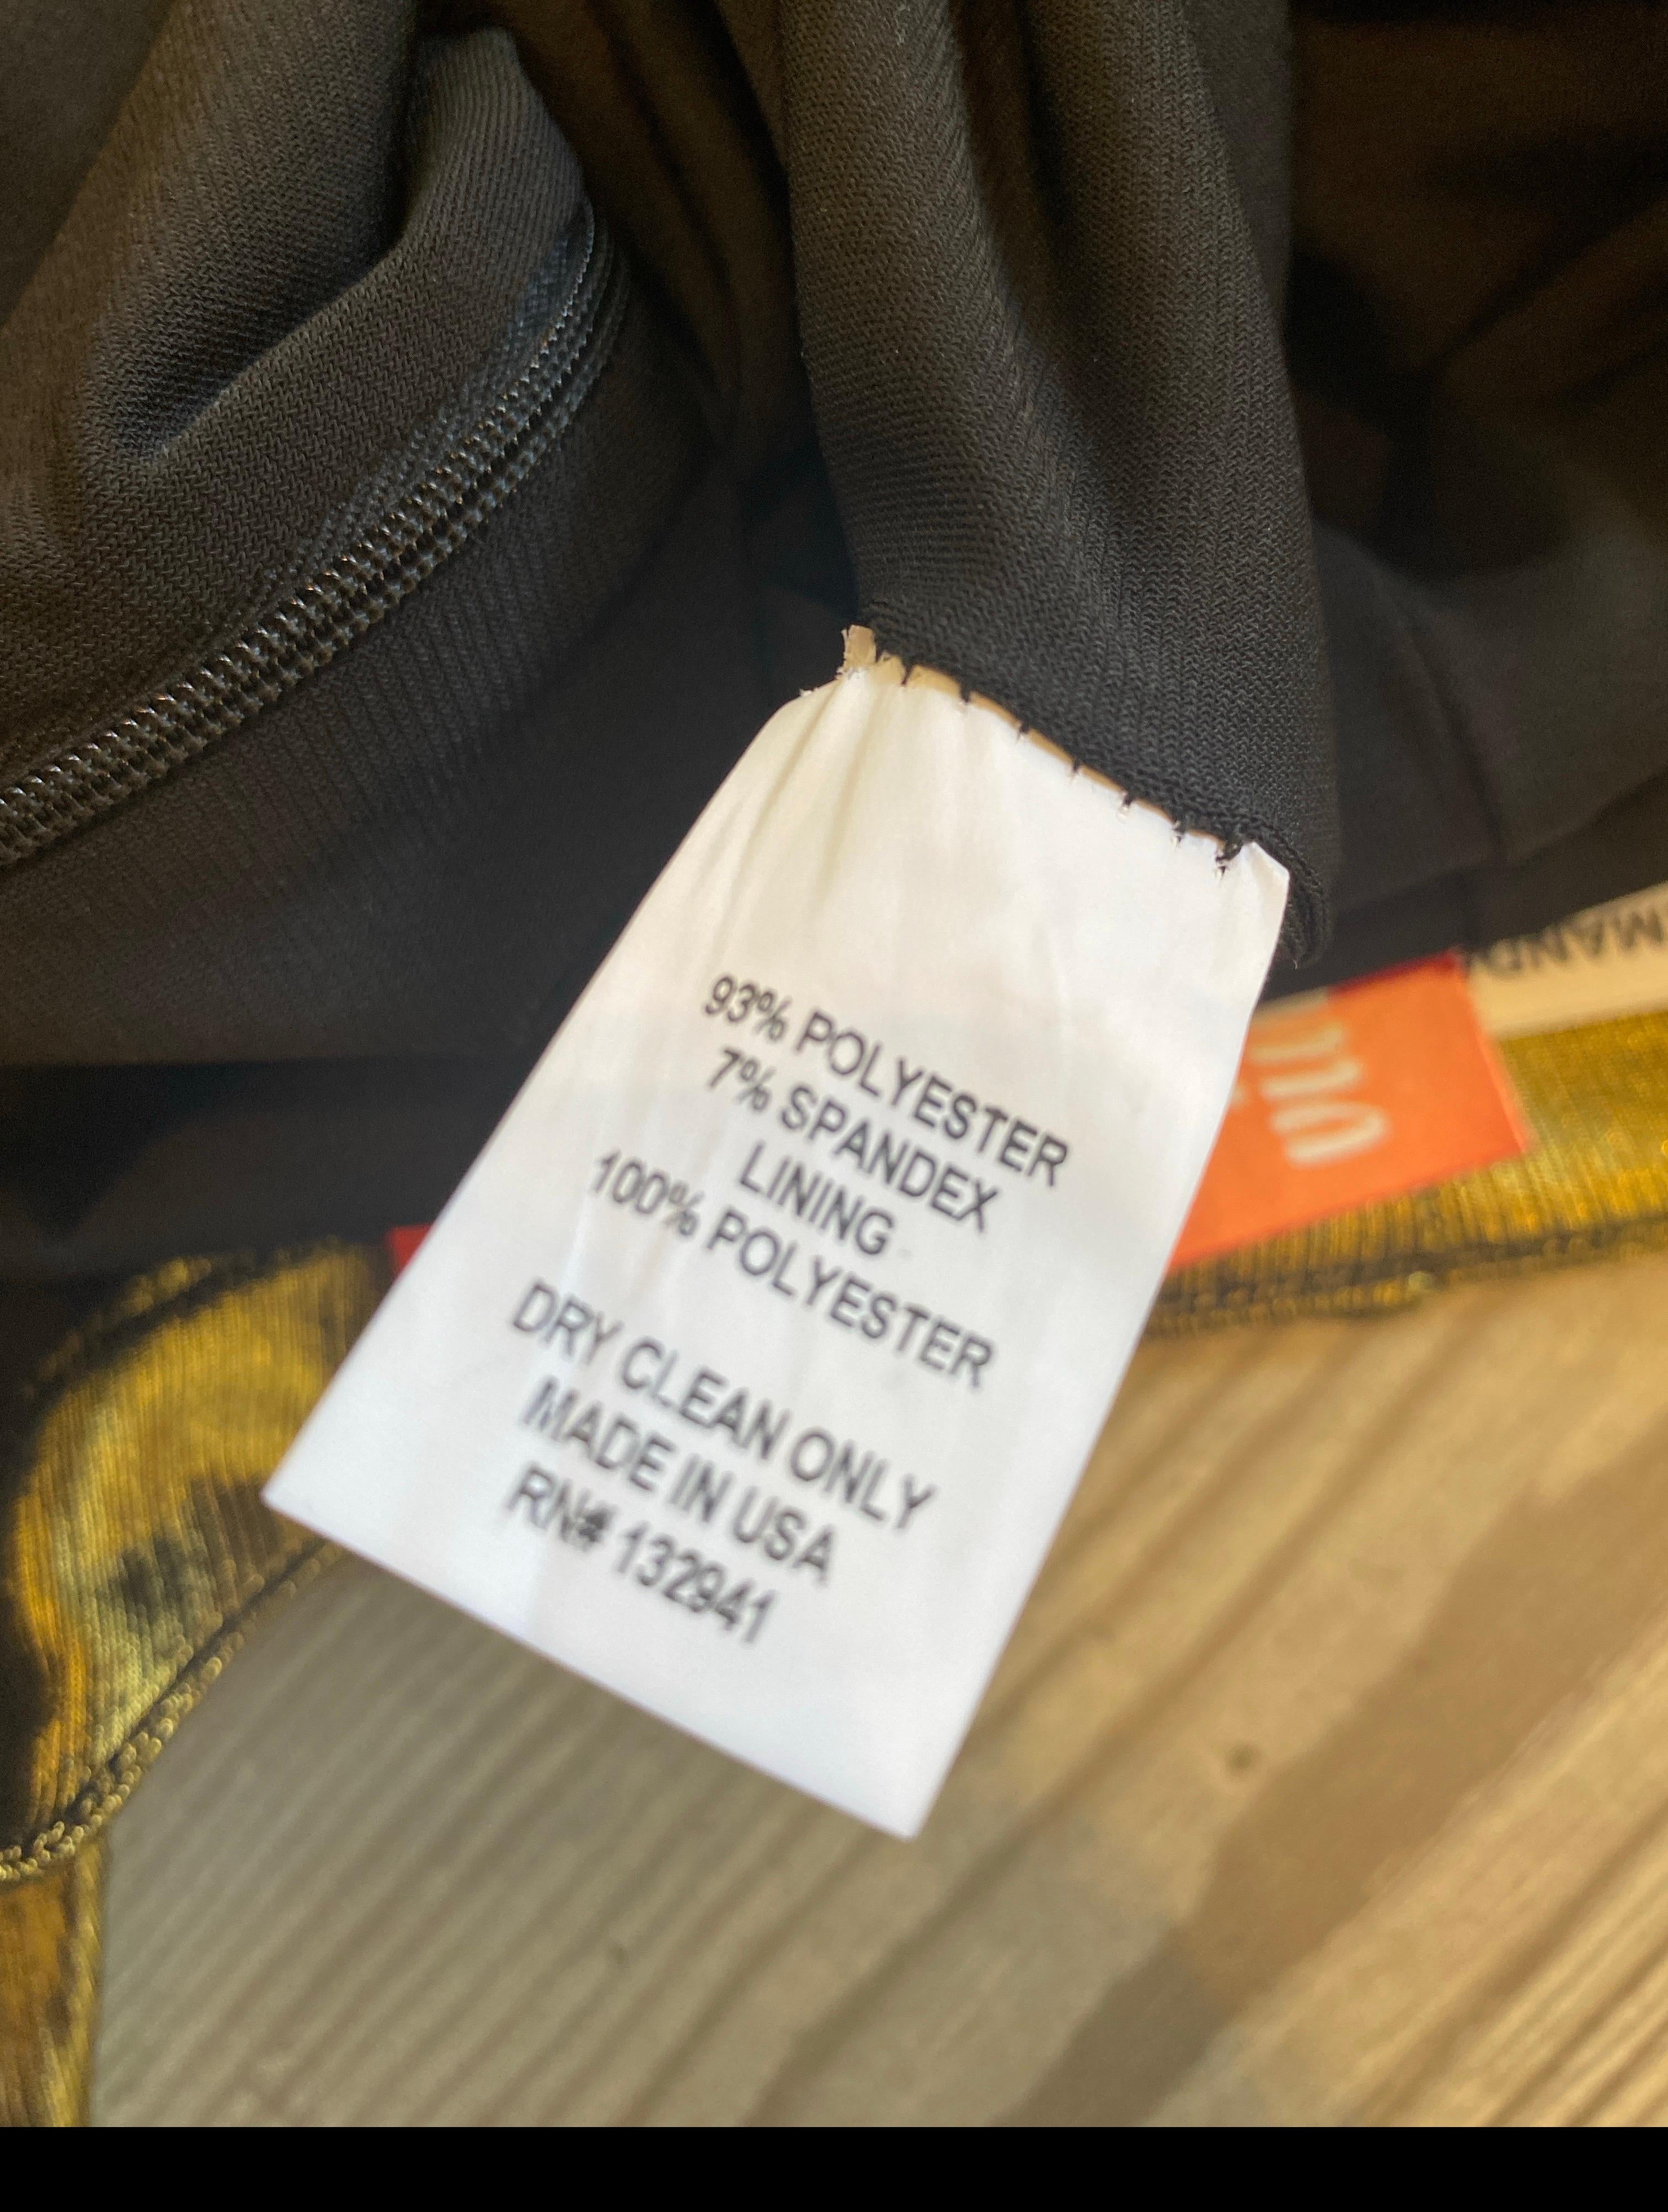 93% POLYESTER
7% SPANDEX
LINING
100% POLYESTER
DRY CLEAN ONLY
MADE IN USA
RN# 132941